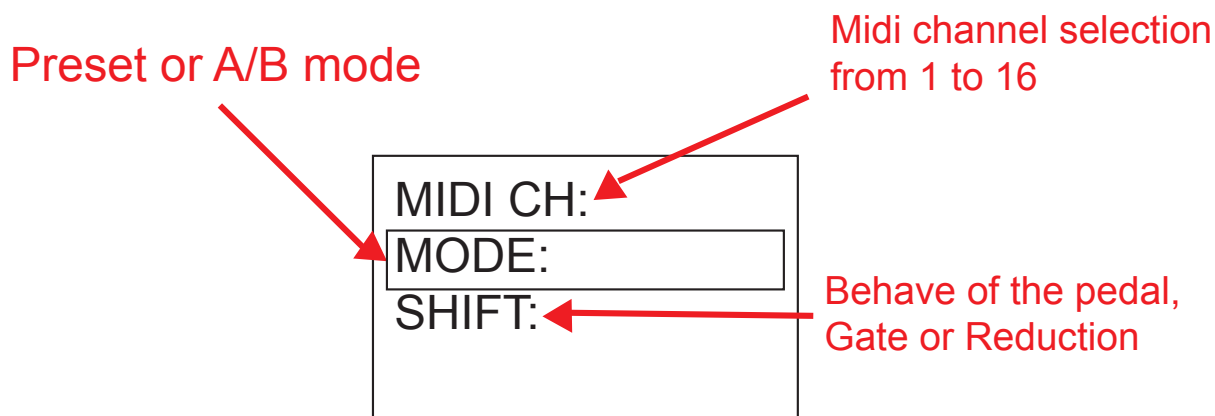 Midi channel selection
from 1 to 16
Preset or A/B mode
MIDI CH:
MODE:
SHIFT:
Behave of the pedal,
Gate or Reduction